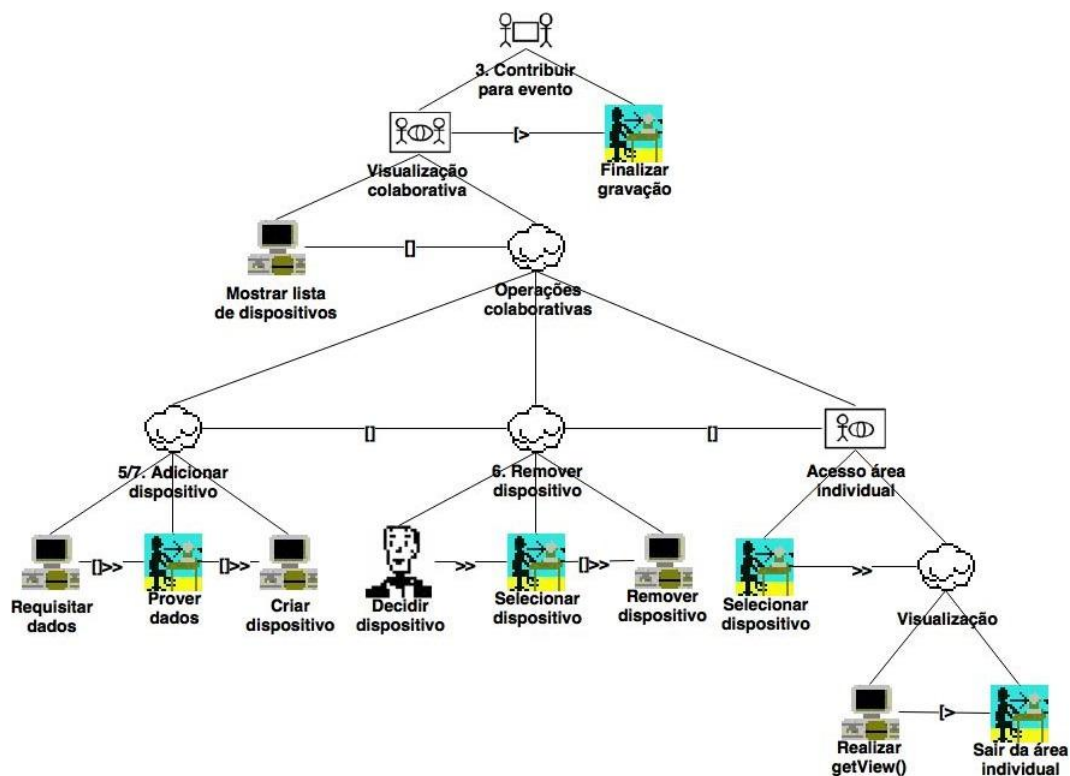 3. Contribuir
para evento
[>
Visualização
colaborativa
Finalizar
gravação
[]
Mostrar lista
de dispositivos
Operações
colaborativas
[]
[]
5/7. Adicionar
dispositivo
6. Remover
dispositivo
Acesso área
individual
[]>>
[]>>
>>
[]>>
>>
Requisitar
dados
Prover
dados
Criar
dispositivo
Decidir
dispositivo
Selecionar
dispositivo
Remover
dispositivo
Selecionar
dispositivo
Visualização
[>
Realizar
getView()
Sair da área
individual